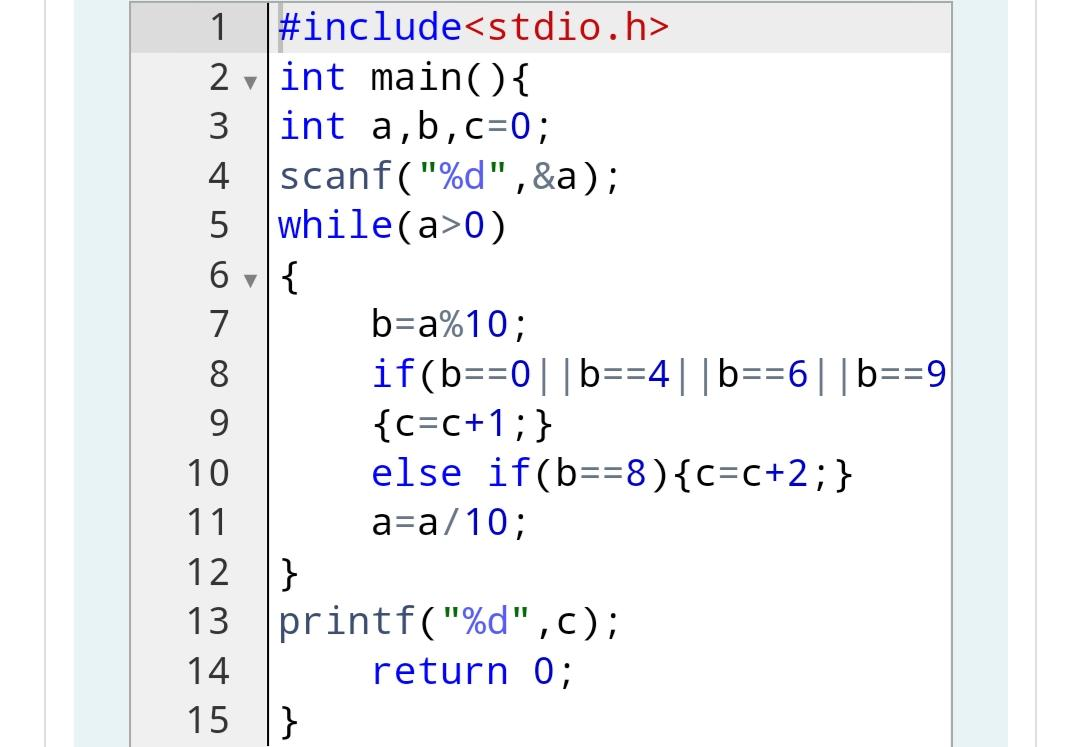 1 #include<stdio.h>
2 int main(){
3 int a,b,c=0;
4 scanf("%d",&a);
5 while(a>0)
6 {
7     b=a%10;
8     if(b==0||b==4||b==6||b==9
9     {c=c+1;}
10     else if(b==8){c=c+2;}
11     a=a/10;
12 }
13 printf("%d",c);
14     return 0;
15 }